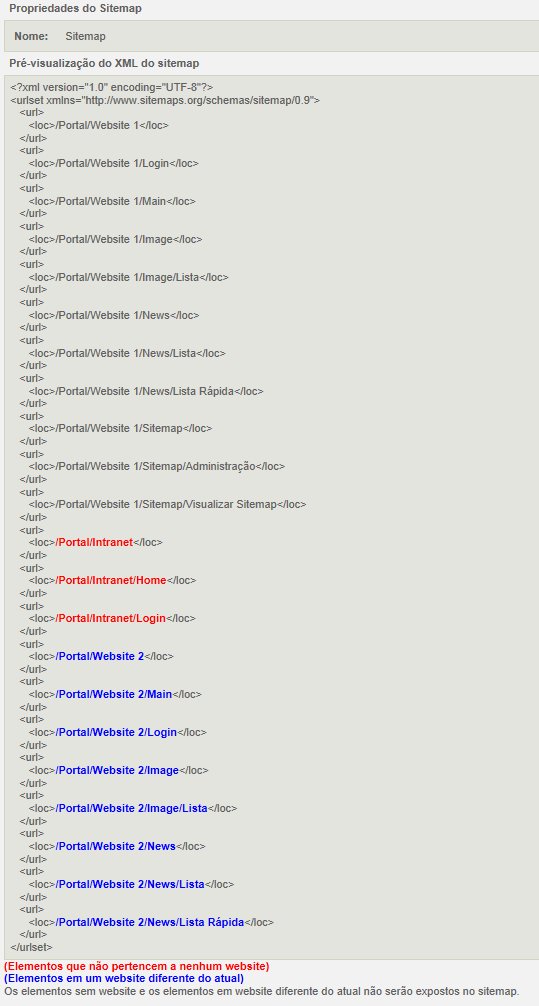 Propriedades do Sitemap
Nome: Sitemap
Pré-visualização do XML do sitemap
<?xml version="1.0" encoding="UTF-8"?>
<urlset xmlns="http://www.sitemaps.org/schemas/sitemap/0.9">
<url>
<loc>/Portal/Website 1</loc>
</url>
<url>
<loc>/Portal/Website 1/Login</loc>
</url>
<url>
<loc>/Portal/Website 1/Main</loc>
</url>
<url>
<loc>/Portal/Website 1/Image</loc>
</url>
<url>
<loc>/Portal/Website 1/Image/Lista</loc>
</url>
<url>
<loc>/Portal/Website 1/News</loc>
</url>
<url>
<loc>/Portal/Website 1/News/Lista</loc>
</url>
<url>
<loc>/Portal/Website 1/News/Lista Rápida</loc>
</url>
<url>
<loc>/Portal/Website 1/Sitemap</loc>
</url>
<url>
<loc>/Portal/Website 1/Sitemap/Administração</loc>
</url>
<url>
<loc>/Portal/Website 1/Sitemap/Visualizar Sitemap</loc>
</url>
<url>
<loc>/Portal/Intranet</loc>
</url>
<url>
<loc>/Portal/Intranet/Home</loc>
</url>
<url>
<loc>/Portal/Intranet/Login</loc>
</url>
<url>
<loc>/Portal/Website 2</loc>
</url>
<url>
<loc>/Portal/Website 2/Main</loc>
</url>
<url>
<loc>/Portal/Website 2/Login</loc>
</url>
<url>
<loc>/Portal/Website 2/Image</loc>
</url>
<url>
<loc>/Portal/Website 2/Image/Lista</loc>
</url>
<url>
<loc>/Portal/Website 2/News</loc>
</url>
<url>
<loc>/Portal/Website 2/News/Lista</loc>
</url>
<url>
<loc>/Portal/Website 2/News/Lista Rápida</loc>
</url>
</urlset>
(Elementos que não pertencem a nenhum website)
(Elementos em um website diferente do atual)
Os elementos sem website e os elementos em website diferente do atual não serão expostos no sitemap.